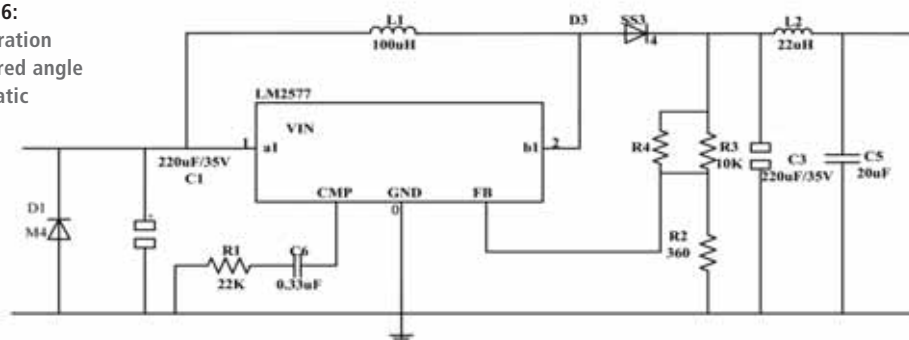 6:
ration
red angle
atic
L1
100uH
D3
SS3
4
L2
22uH
LM2577
VIN
1
a1
b1
2
220uF/35V
C1
R4
R3
10K
C3
220uF/35V
C5
20uF
CMP
GND
FB
0
D1
M4
+
R1
22K
C6
0.33uF
R2
360